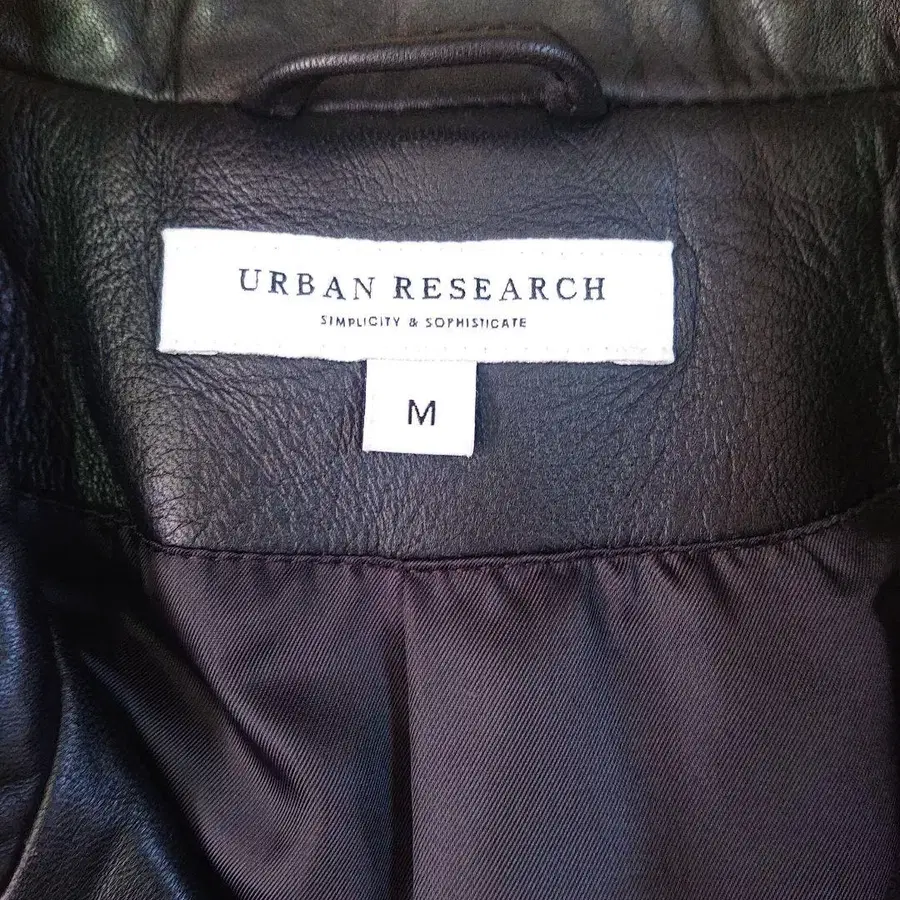 URBAN RESEARCH
SIMPLICITY & SOPHISTICATE
M